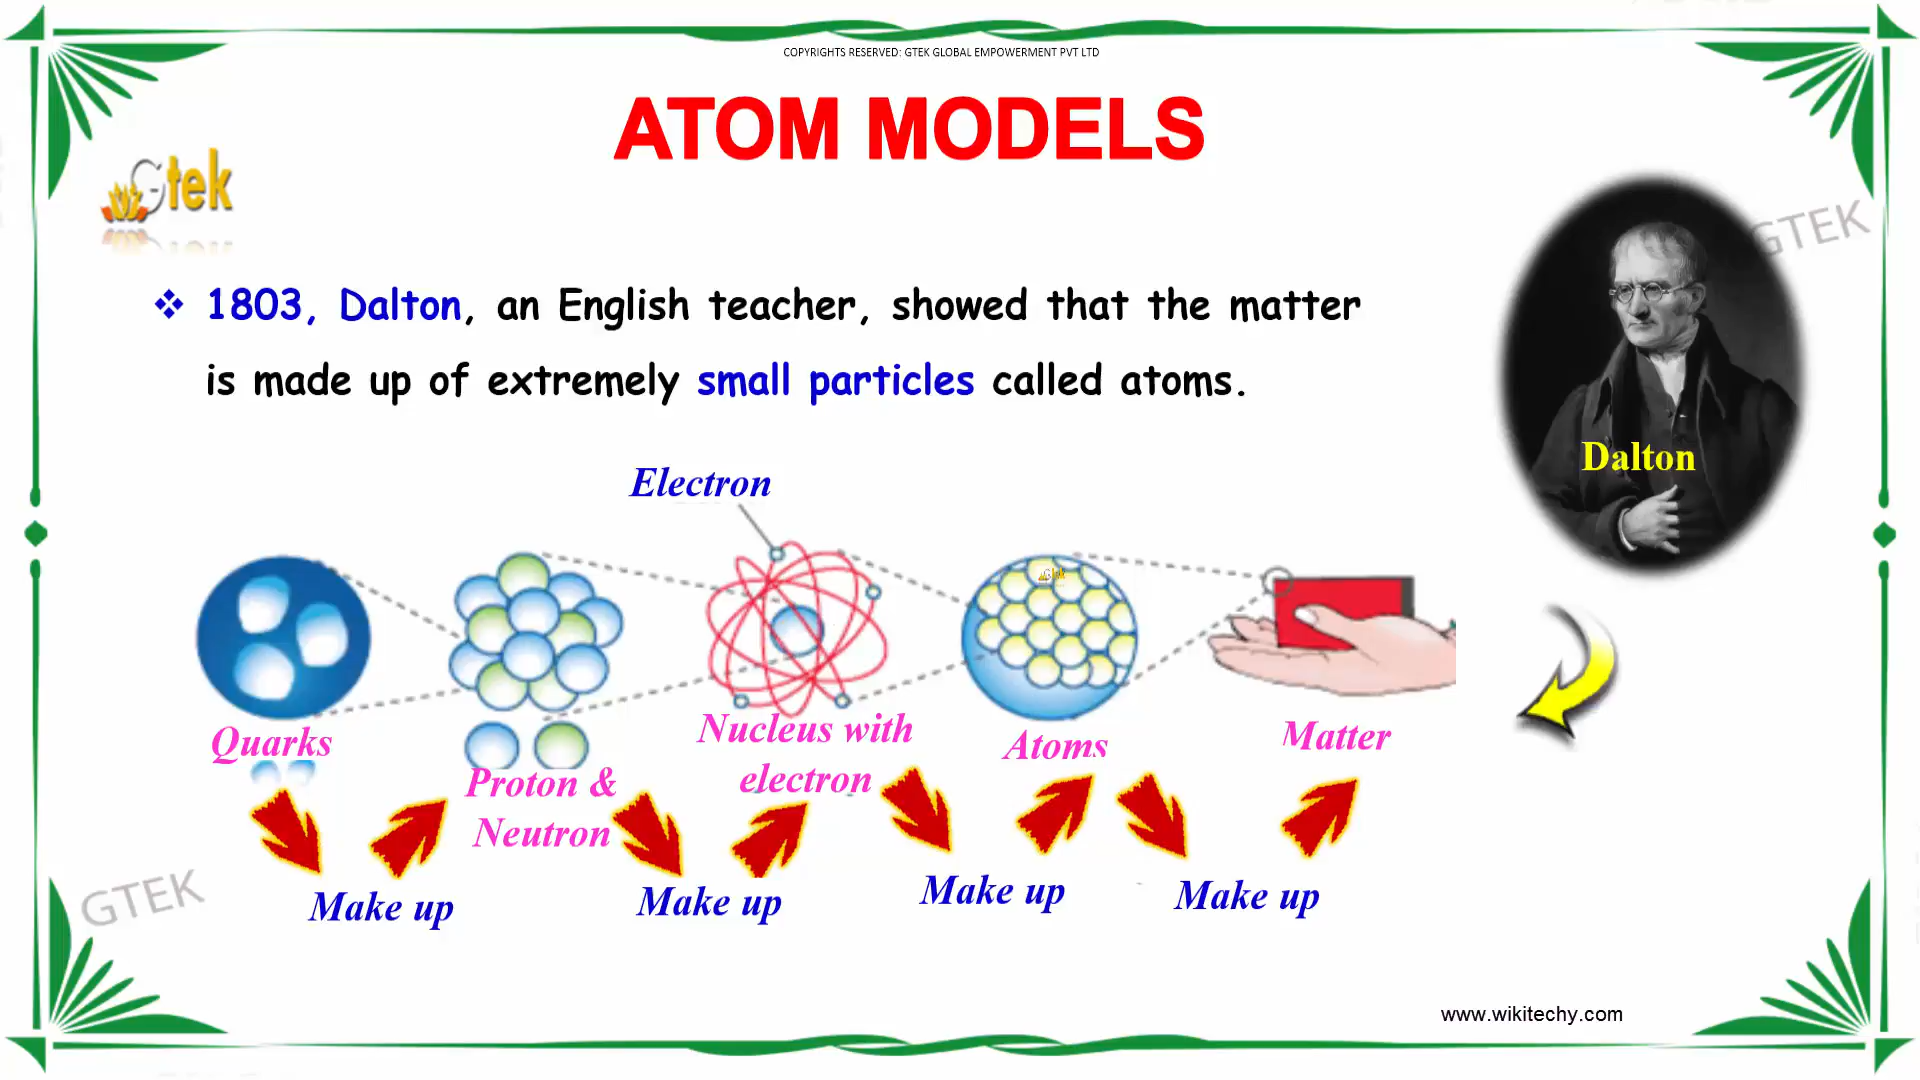 COPYRIGHTS RESERVED: GTEK GLOBAL EMPOWERMENT PVT LTD
ATOM MODELS
Gtek
GTEK
1803, Dalton, an English teacher, showed that the matter
is made up of extremely small particles called atoms.
Dalton
Electron
Gtek
Quarks
Proton &
Neutron
Nucleus with
electron
Atoms
Matter
Make up
Make up
Make up
Make up
GTEK
www.wikitechy.com